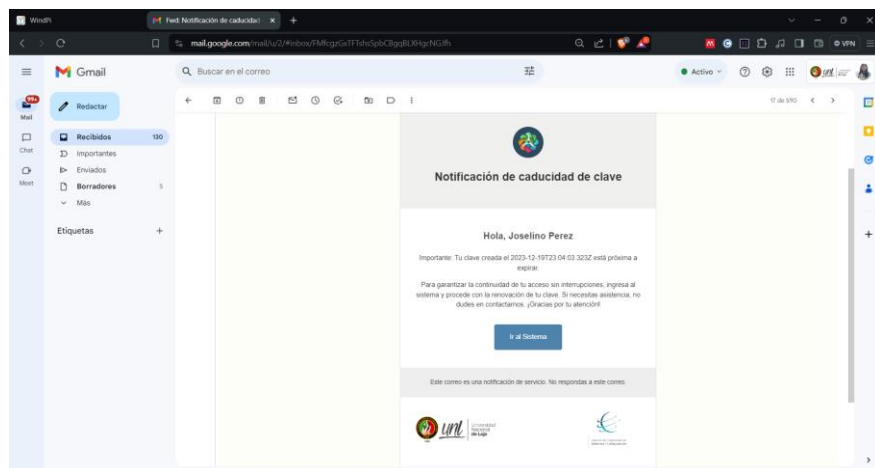 WindPi
Fwd: Notificación de caducidad
mail.google.com/mail/u/2/#inbox/
VPN
Gmail
Buscar en el correo
Activo
unl
99+
Mail
Redactar
17 de 590
Chat
Recibidos 130
Importantes
Meet
Enviados
Borradores 5
Más
Etiquetas
Notificación de caducidad de clave
Hola, Joselino Perez
Importante: Tu clave creada el 2023-12-19T23:04:03.323Z está próxima a
expirar.
Para garantizar la continuidad de tu acceso sin interrupciones, ingresa al
sistema y procede con la renovación de tu clave. Si necesitas asistencia, no
dudes en contactarnos. ¡Gracias por tu atención!
Ir al Sistema
Este correo es una notificación de servicio. No respondas a este correo.
unl
Universidad
Nacional
de Loja